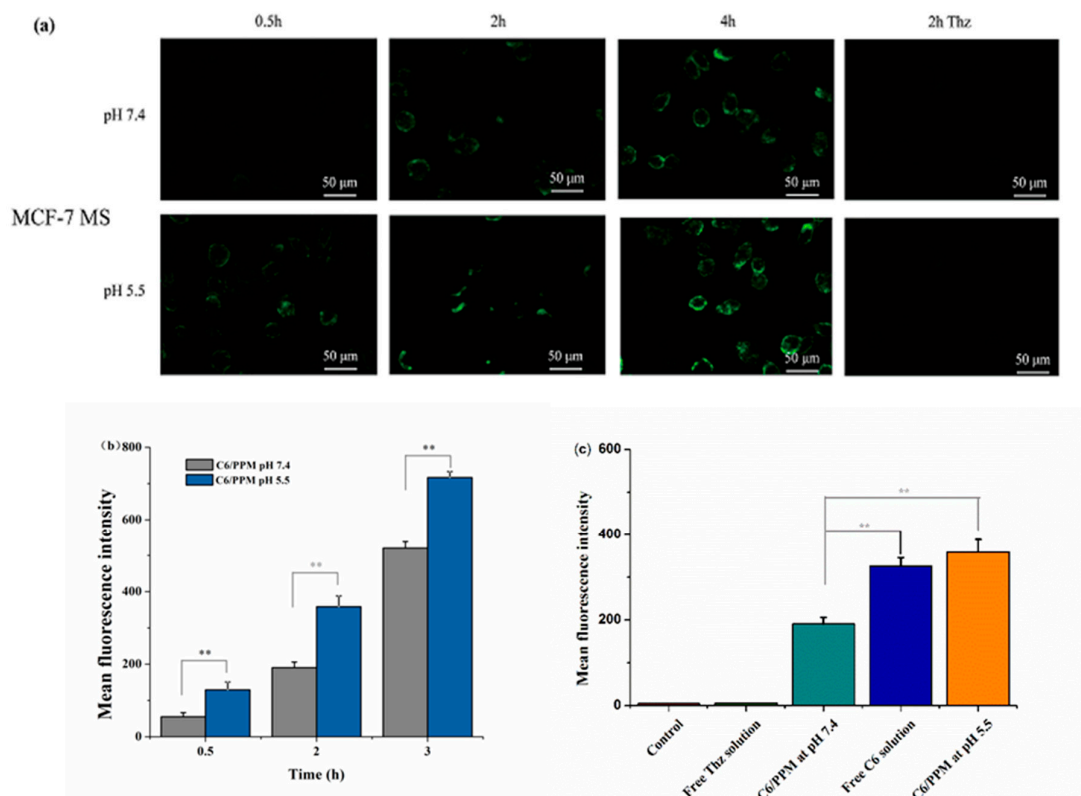 (a)
0.5h 2h 4h 2h Thz
pH 7.4
50 μm 50 μm 50 μm 50 μm
MCF-7 MS
pH 5.5
50 μm 50 μm 50 μm 50 μm
(b)
800
600
400
200
0
Mean fluorescence intensity
C6/PPM pH 7.4
C6/PPM pH 5.5
** ** **
0.5 2 3
Time (h)
(c)
600
400
200
0
Mean fluorescence intensity
**
**
Control
Free Thz solution
C6/PPM at pH 7.4
Free C6 solution
C6/PPM at pH 5.5